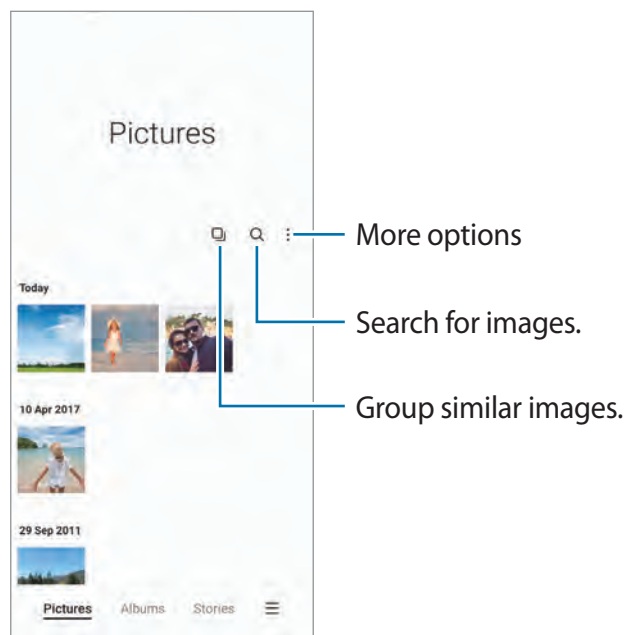 Pictures
More options
Today
Search for images.
Group similar images.
10 Apr 2017
29 Sep 2011
Pictures Albums Stories